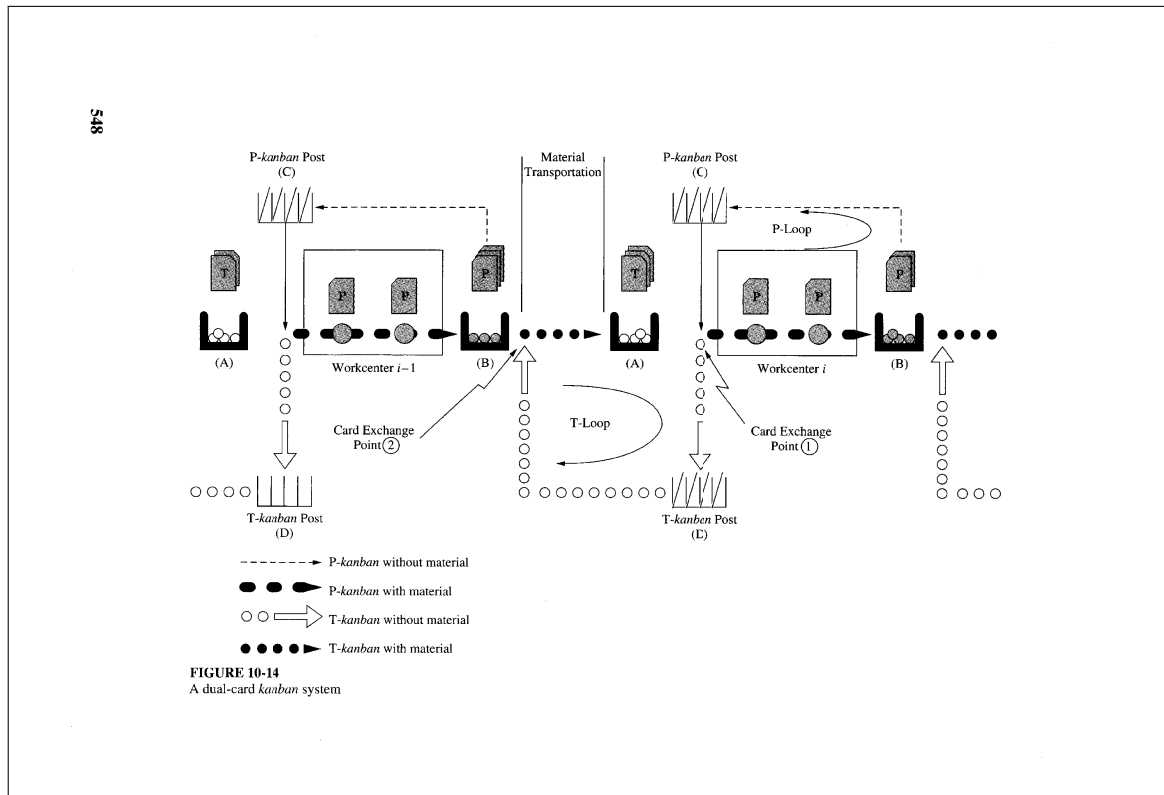 548
P-kanban Post
(C)
Material
Transportation
P-kanban Post
(C)
P-Loop
T
P
P
P
T
P
P
P
(A)
Workcenter i–1
(B)
(A)
Workcenter i
(B)
Card Exchange
Point 2
T-Loop
Card Exchange
Point 1
T-kanban Post
(D)
T-kanban Post
(D)
P-kanban without material
P-kanban with material
T-kanban without material
T-kanban with material
FIGURE 10-14
A dual-card kanban system